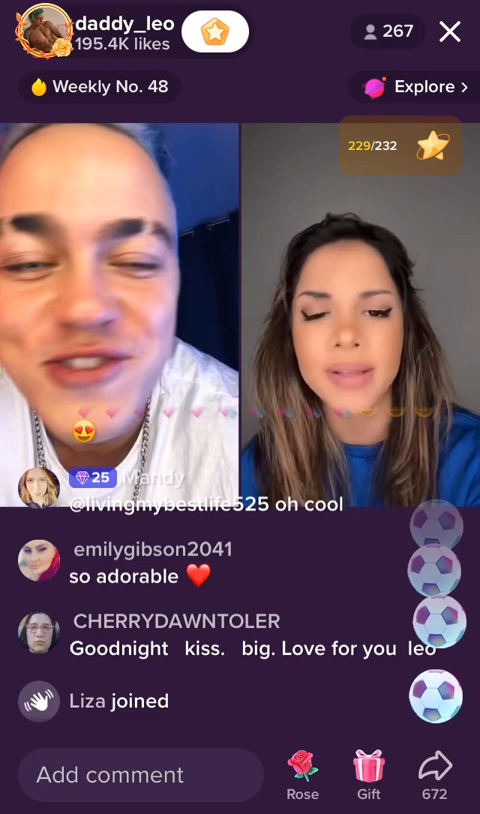 daddy_leo
195.4K likes
267
Weekly No. 48
Explore >
229/232
25 Mandy
@livingmybestlife525 oh cool
emilygibson2041
so adorable ❤️
CHERRYDAWNTOLER
Goodnight kiss. big. Love for you leo
Liza joined
Add comment
Rose
Gift
672